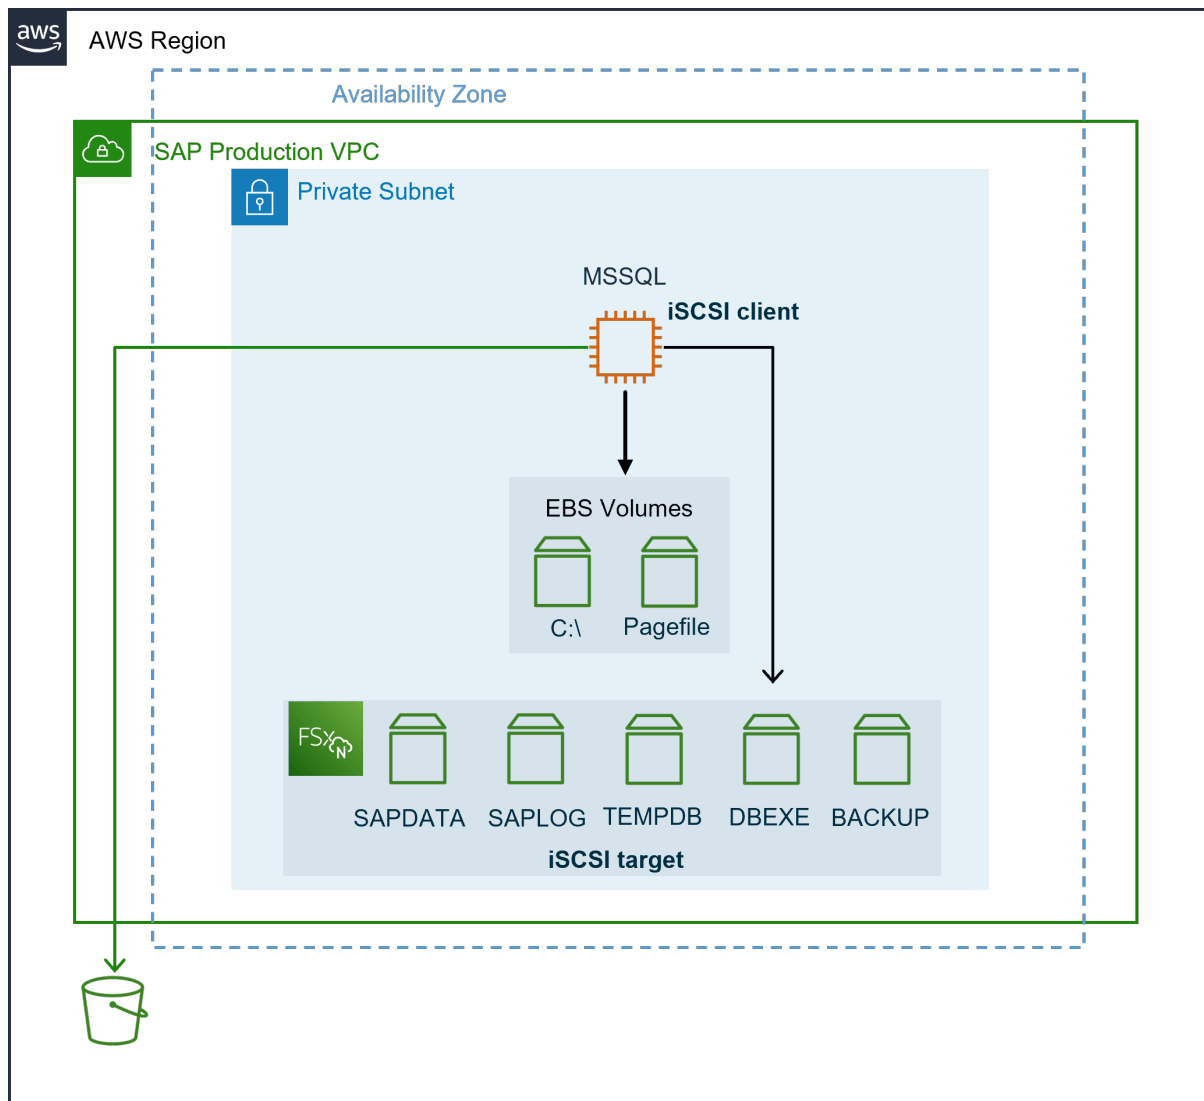 aws
AWS Region
Availability Zone
SAP Production VPC
Private Subnet
MSSQL
iSCSI client
EBS Volumes
C:\
Pagefile
FSx
N
SAPDATA
SAPLOG
TEMPDB
DBEXE
BACKUP
iSCSI target